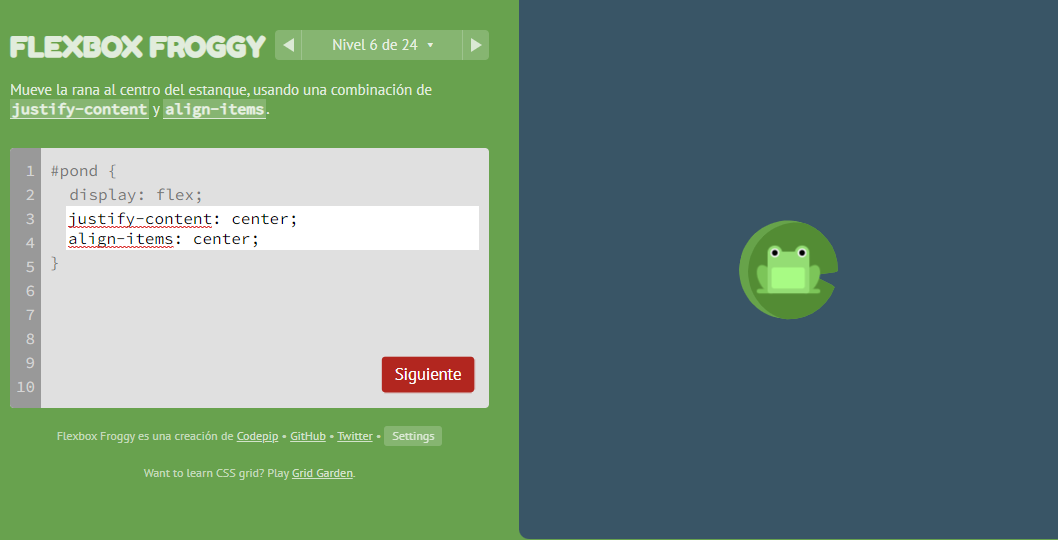 FLEXBOX FROGGY
Nivel 6 de 24
Mueve la rana al centro del estanque, usando una combinación de
justify-content y align-items.
1 #pond {
2 display: flex;
3 justify-content: center;
4 align-items: center;
5 }
6
7
8
9
10
Siguiente
Flexbox Froggy es una creación de Codepip • GitHub • Twitter • Settings
Want to learn CSS grid? Play Grid Garden.